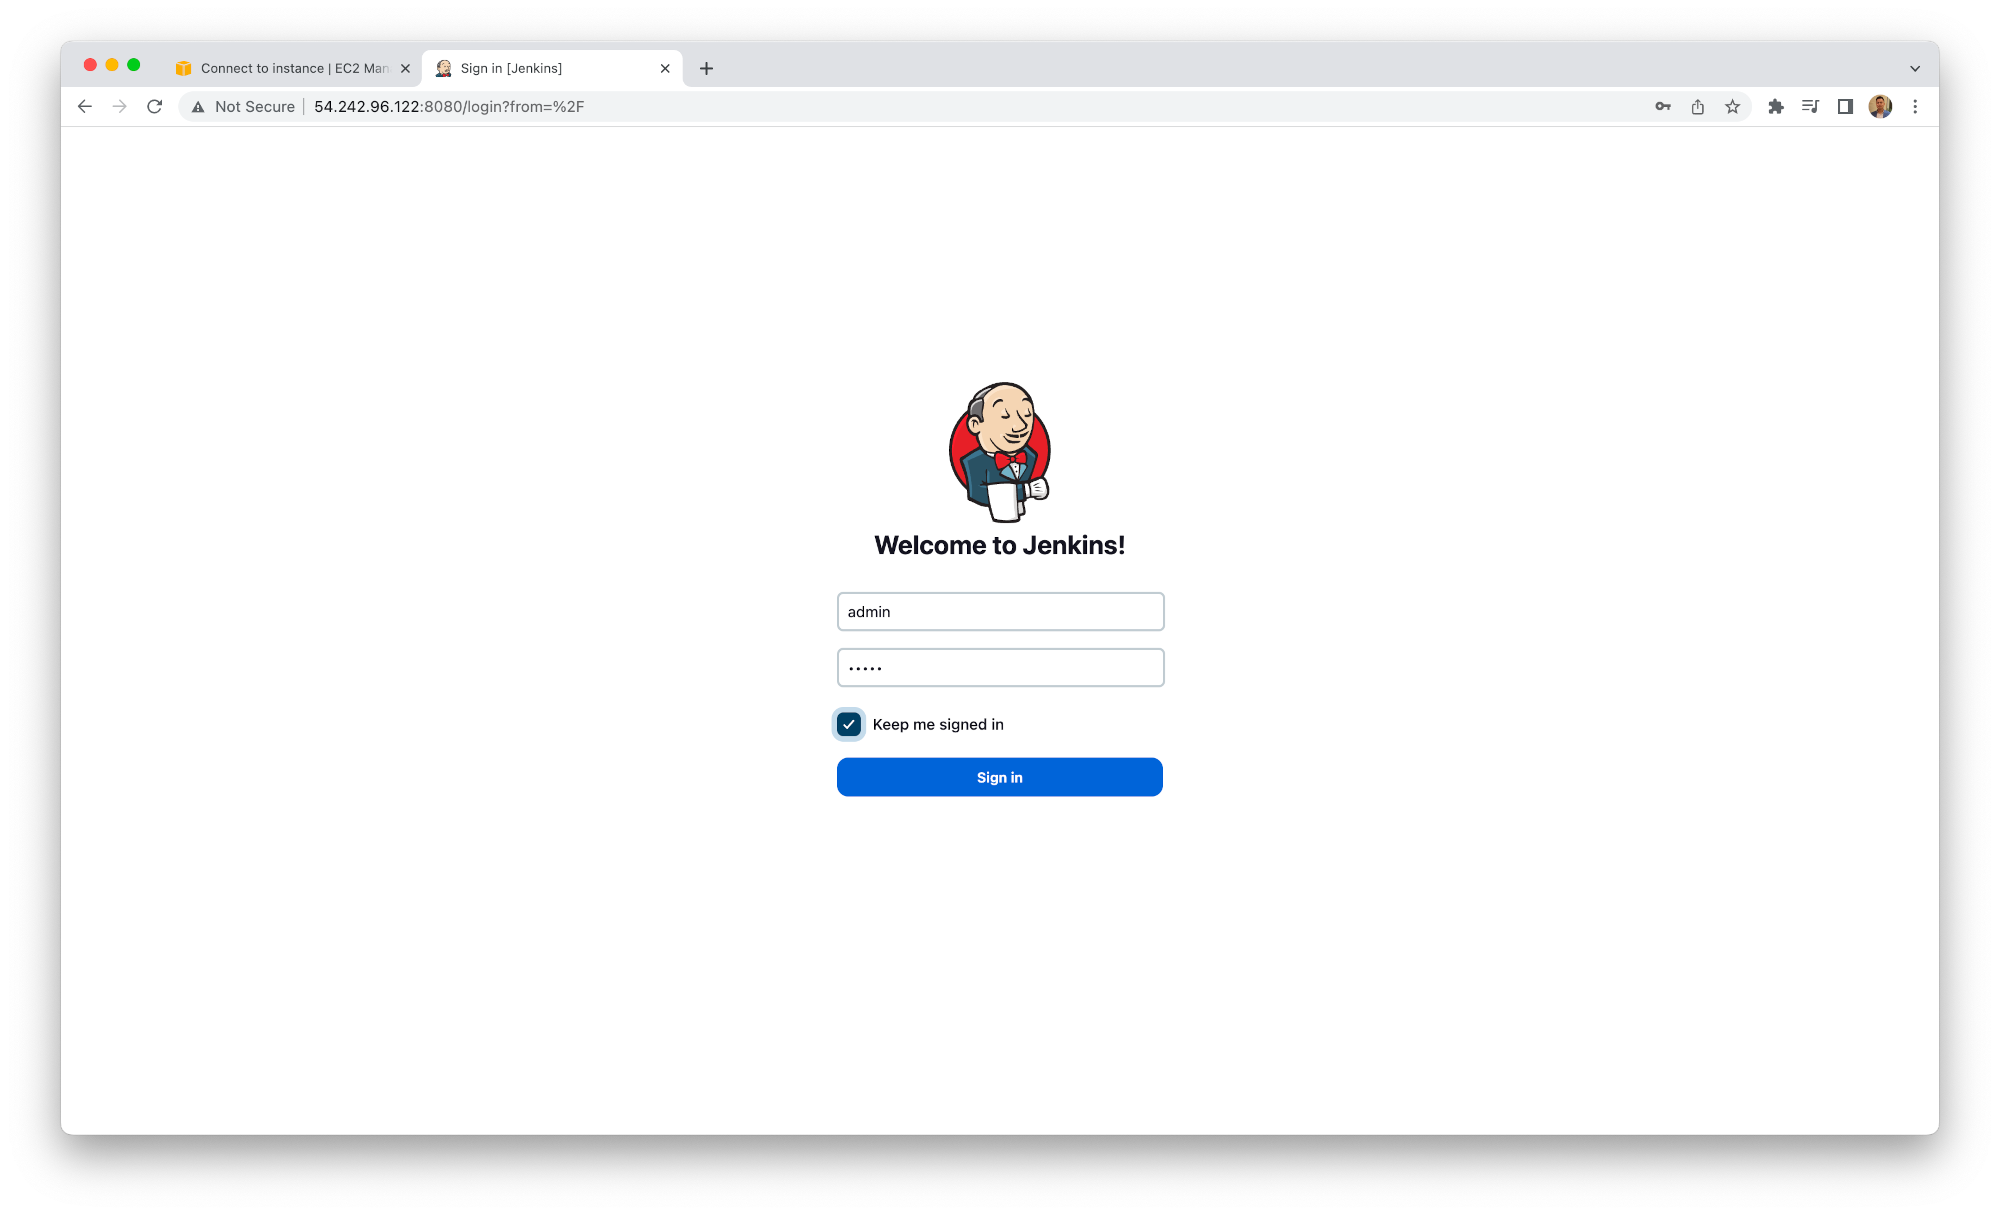 Connect to instance | EC2 Man
Sign in [Jenkins]
Not Secure
54.242.96.122:8080/login?from=%2F
Welcome to Jenkins!
admin
•••••
Keep me signed in
Sign in